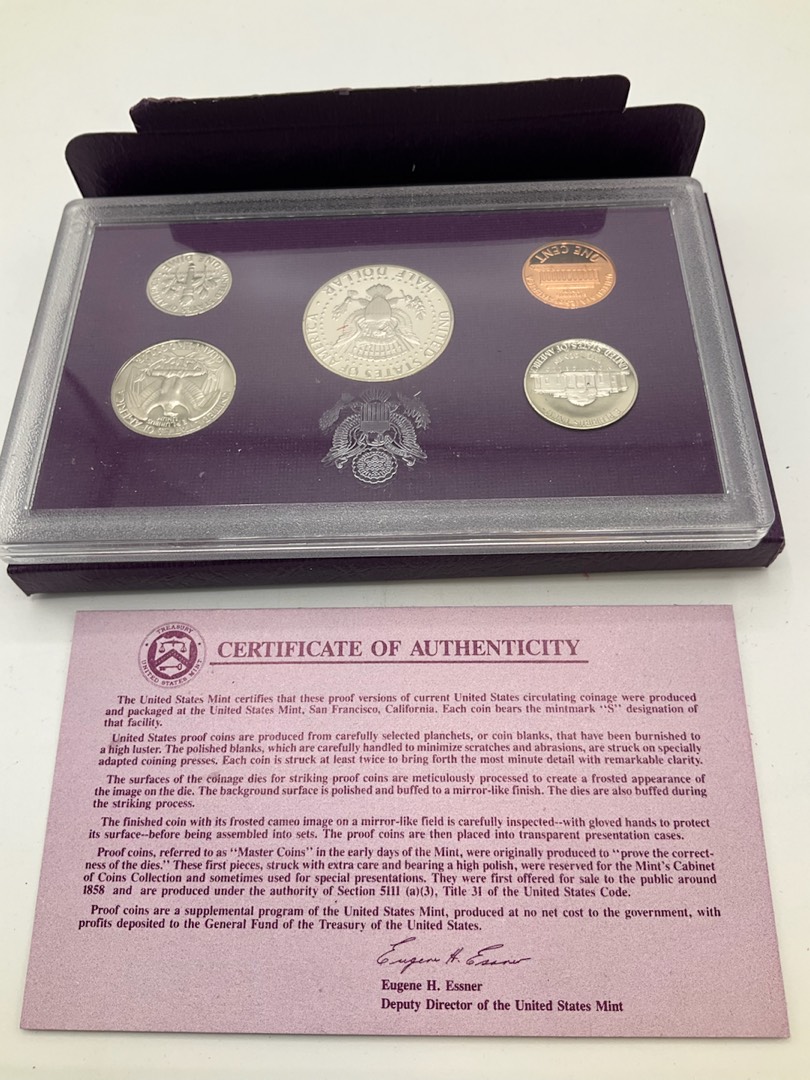 ONE DIME
HALF DOLLAR
UNITED STATES OF AMERICA
ONE CENT
UNITED STATES OF AMERICA
TREASURY
UNITED STATES MINT
CERTIFICATE OF AUTHENTICITY
The United States Mint certifies that these proof versions of current United States circulating coinage were produced
and packaged at the United States Mint, San Francisco, California. Each coin bears the mintmark "S" designation of
that facility.
United States proof coins are produced from carefully selected planchets, or coin blanks, that have been burnished to
a high luster. The polished blanks, which are carefully handled to minimize scratches and abrasions, are struck on specially
adapted coining presses. Each coin is struck at least twice to bring forth the most minute detail with remarkable clarity.
The surfaces of the coinage dies for striking proof coins are meticulously processed to create a frosted appearance of
the image on the die. The background surface is polished and buffed to a mirror-like finish. The dies are also buffed during
the striking process.
The finished coin with its frosted cameo image on a mirror-like field is carefully inspected--with gloved hands to protect
its surface--before being assembled into sets. The proof coins are then placed into transparent presentation cases.
Proof coins, referred to as "Master Coins" in the early days of the Mint, were originally produced to "prove the correct-
ness of the dies." These first pieces, struck with extra care and bearing a high polish, were reserved for the Mint's Cabinet
of Coins Collection and sometimes used for special presentations. They were first offered for sale to the public around
1858 and are produced under the authority of Section 5111 (a)(3), Title 31 of the United States Code.
Proof coins are a supplemental program of the United States Mint, produced at no net cost to the government, with
profits deposited to the General Fund of the Treasury of the United States.
Eugene H. Essner
Eugene H. Essner
Deputy Director of the United States Mint